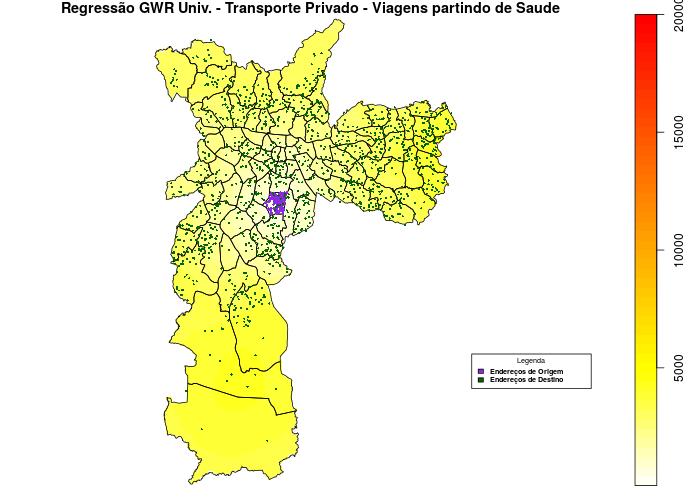 Regressão GWR Univ. - Transporte Privado - Viagens partindo de Saude
20000
15000
10000
5000
Legenda
Endereços de Origem
Endereços de Destino